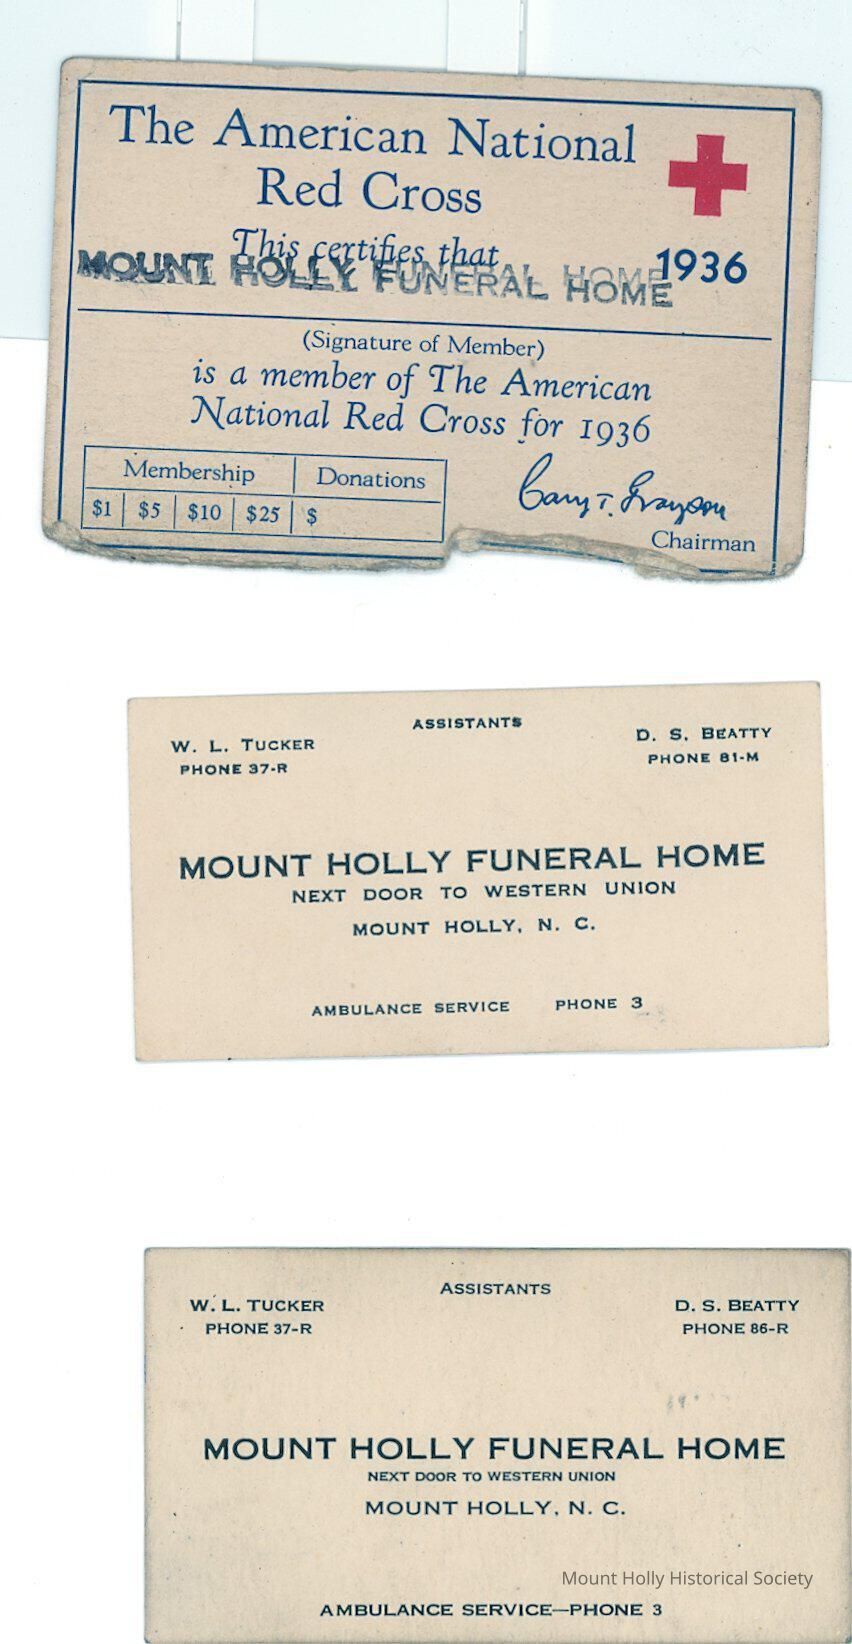 The American National
Red Cross
This certifies that
1936
MOUNT HOLLY FUNERAL HOME
(Signature of Member)
is a member of The American
National Red Cross for 1936
Membership Donations
$1 $5 $10 $25 $
Cary T. Grayson
Chairman
ASSISTANTS
W. L. TUCKER D. S. BEATTY
PHONE 37-R PHONE 81-M
MOUNT HOLLY FUNERAL HOME
NEXT DOOR TO WESTERN UNION
MOUNT HOLLY, N. C.
AMBULANCE SERVICE PHONE 3
ASSISTANTS
W. L. TUCKER D. S. BEATTY
PHONE 37-R PHONE 86-R
MOUNT HOLLY FUNERAL HOME
NEXT DOOR TO WESTERN UNION
MOUNT HOLLY, N. C.
Mount Holly Historical Society
AMBULANCE SERVICE—PHONE 3